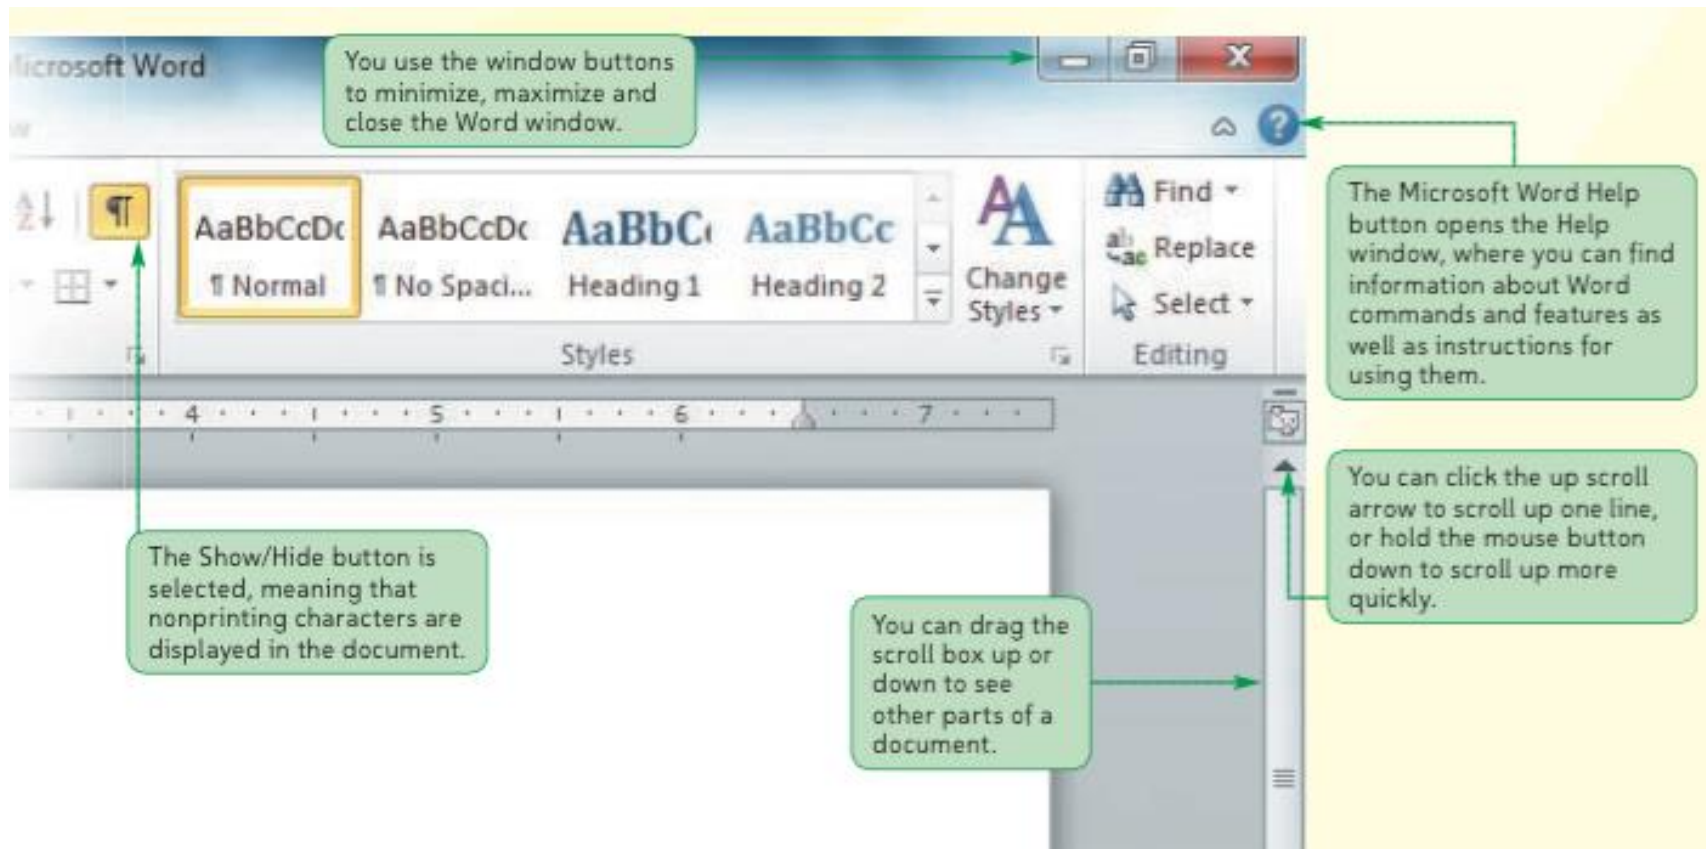 Microsoft Word
You use the window buttons
to minimize, maximize and
close the Word window.
The Microsoft Word Help
button opens the Help
window, where you can find
information about Word
commands and features as
well as instructions for
using them.
AaBbCcDc
AaBbCcDc
AaBbC
AaBbCc
¶ Normal
¶ No Spaci...
Heading 1
Heading 2
Change
Styles
Find
Replace
Select
Styles
Editing
4 5 6 7
You can click the up scroll
arrow to scroll up one line,
or hold the mouse button
down to scroll up more
quickly.
The Show/Hide button is
selected, meaning that
nonprinting characters are
displayed in the document.
You can drag the
scroll box up or
down to see
other parts of a
document.